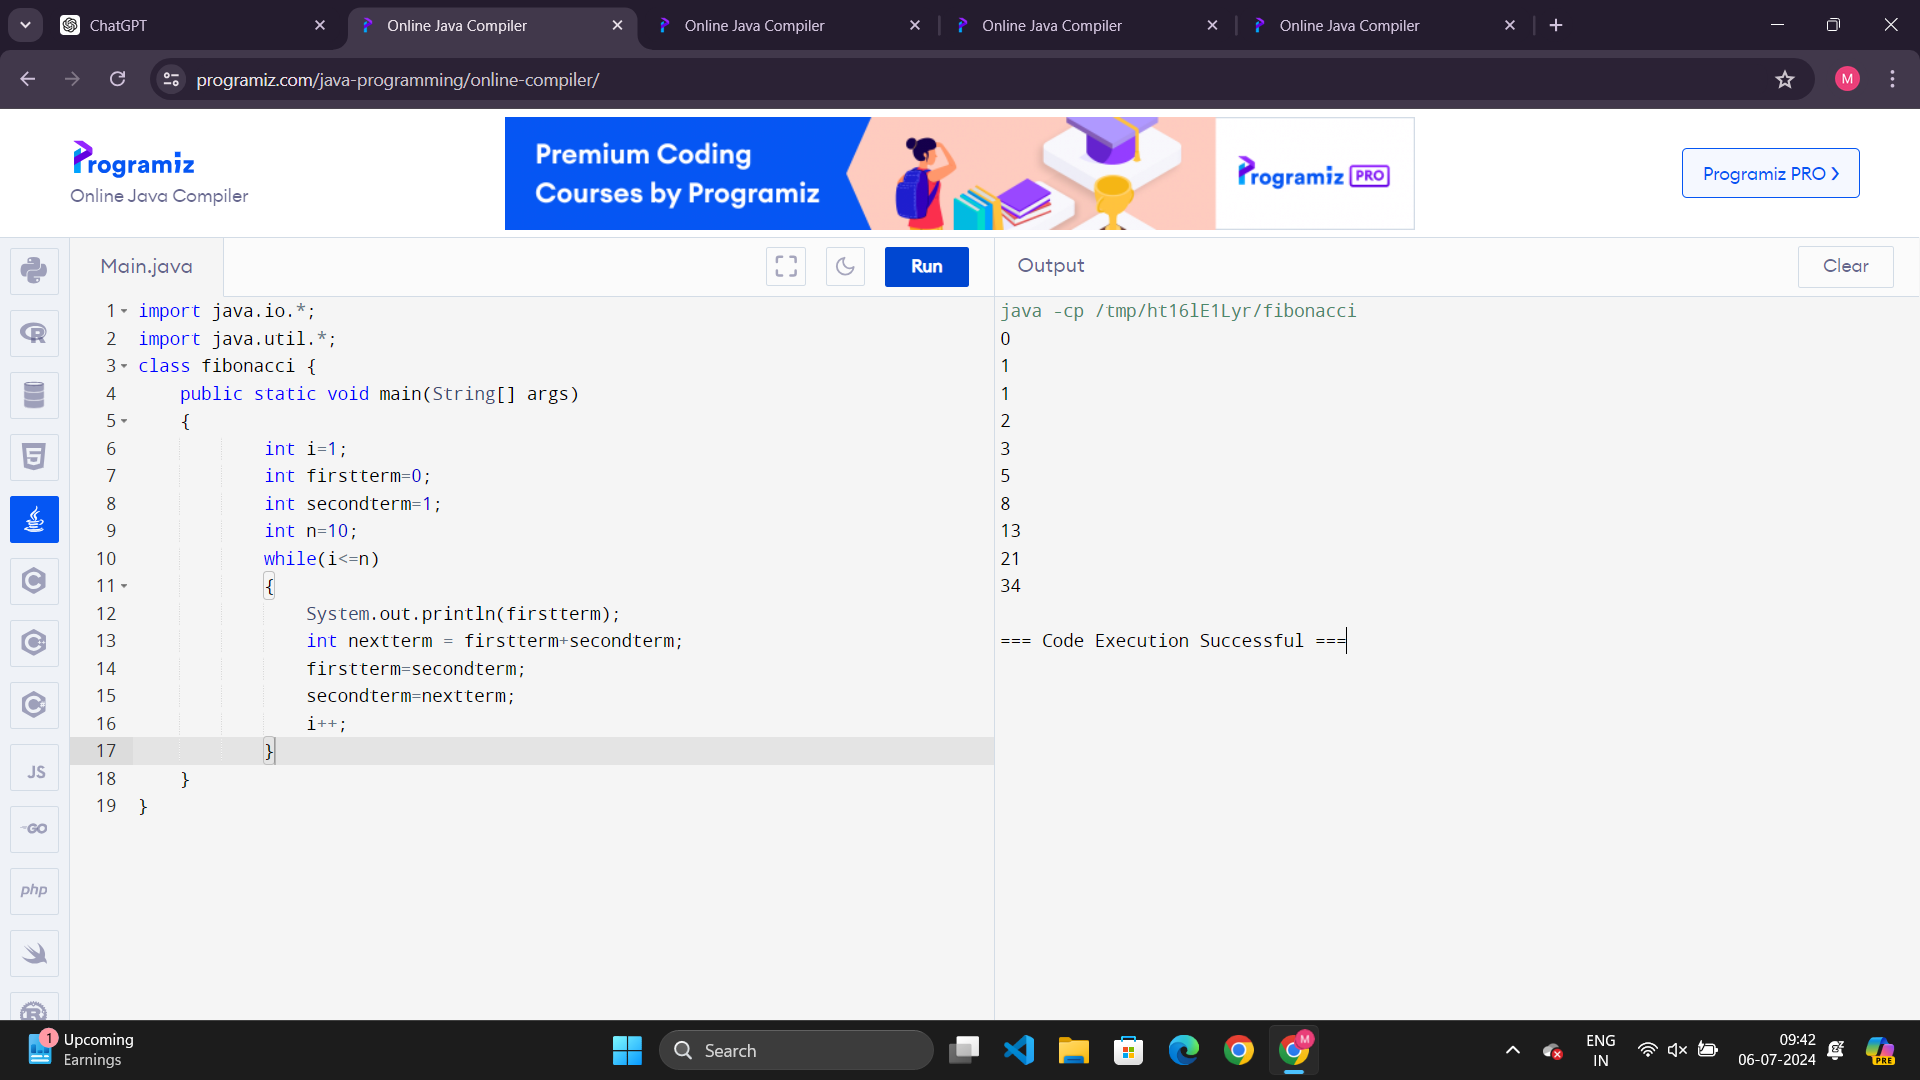 ChatGPT
Online Java Compiler
Online Java Compiler
Online Java Compiler
Online Java Compiler
programiz.com/java-programming/online-compiler/
M
Programiz
Online Java Compiler
Premium Coding
Courses by Programiz
Programiz PRO
Programiz PRO
Main.java
Run
Output
Clear
1 import java.io.*;
2 import java.util.*;
3 class fibonacci {
4 public static void main(String[] args)
5 {
6 int i=1;
7 int firstterm=0;
8 int secondterm=1;
9 int n=10;
10 while(i<=n)
11 {
12 System.out.println(firstterm);
13 int nextterm = firstterm+secondterm;
14 firstterm=secondterm;
15 secondterm=nextterm;
16 i++;
17 }
18 }
19 }
java -cp /tmp/ht16lE1Lyr/fibonacci
0
1
1
2
3
5
8
13
21
34
=== Code Execution Successful ===
R
5
C
C
C
JS
GO
php
R
1
Upcoming
Earnings
Search
M
ENG
IN
09:42
06-07-2024
PRE